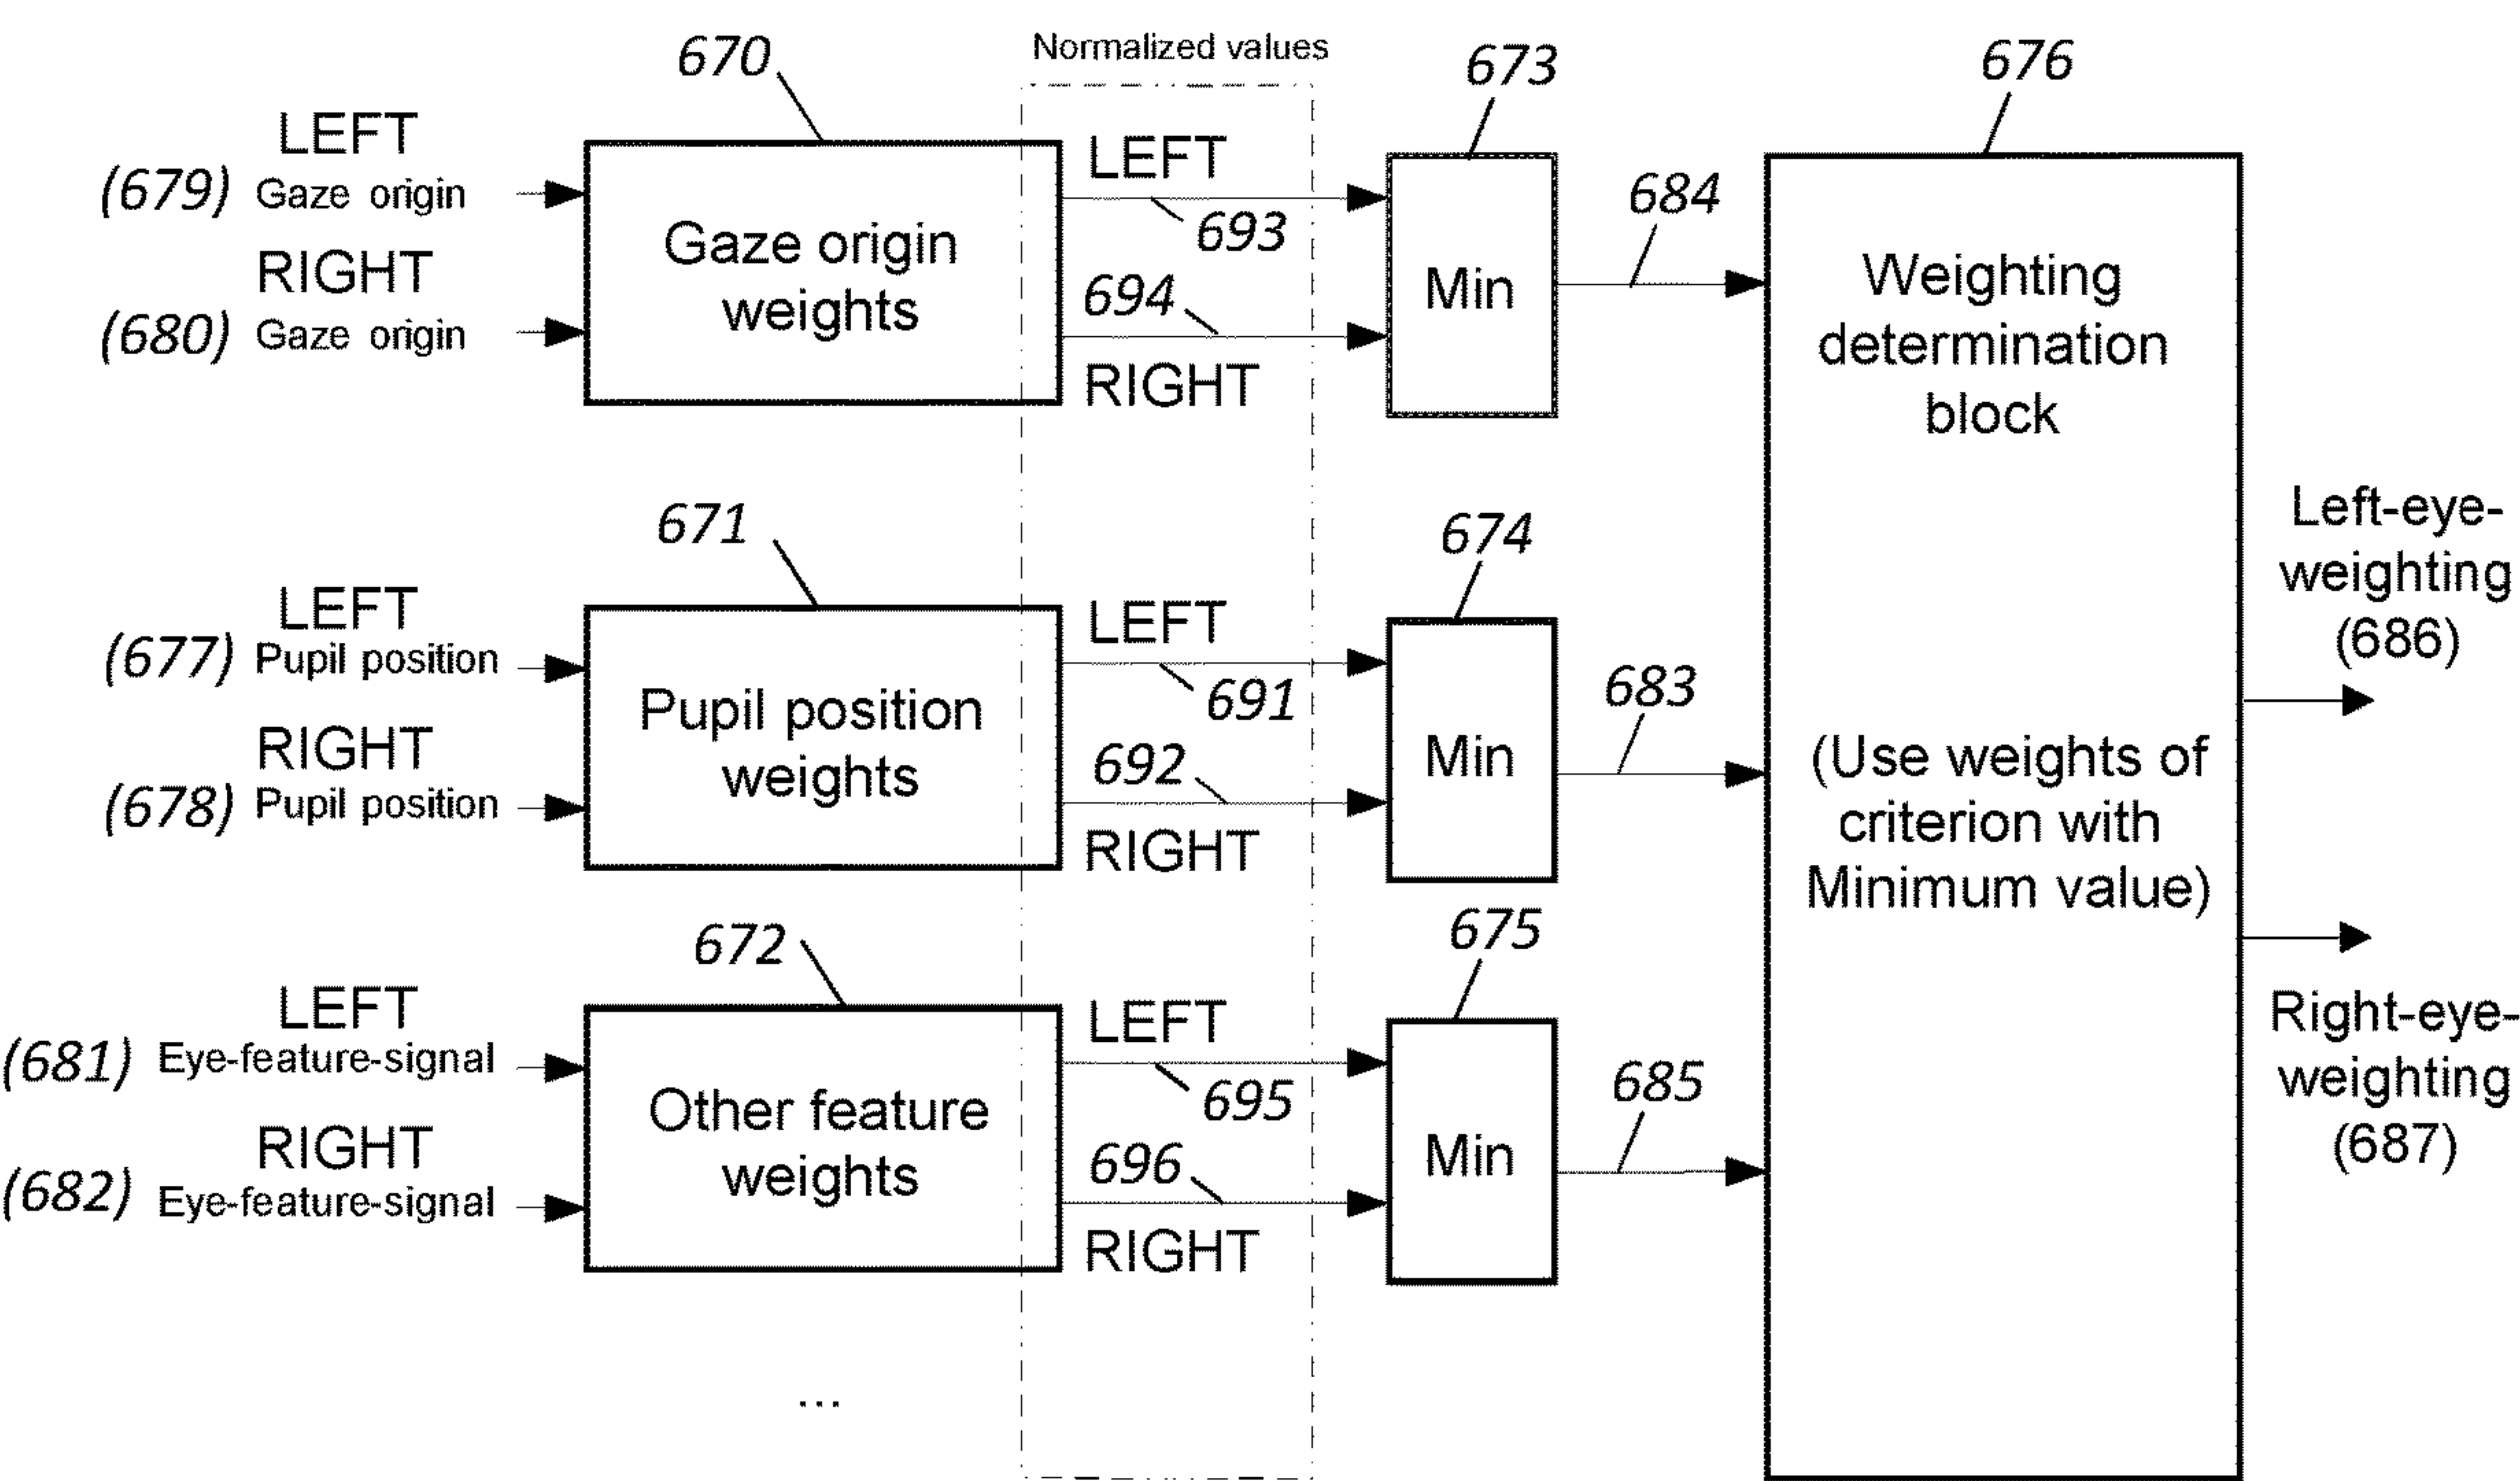 Normalized values
670
673
676
LEFT
(679) Gaze origin
RIGHT
(680) Gaze origin
Gaze origin
weights
LEFT
693
694
RIGHT
Min
684
Weighting
determination
block
671
674
LEFT
(677) Pupil position
RIGHT
(678) Pupil position
Pupil position
weights
LEFT
691
692
RIGHT
Min
683
(Use weights of
criterion with
Minimum value)
Left-eye-
weighting
(686)
672
675
LEFT
(681) Eye-feature-signal
RIGHT
(682) Eye-feature-signal
Other feature
weights
LEFT
695
696
RIGHT
Min
685
Right-eye-
weighting
(687)
...